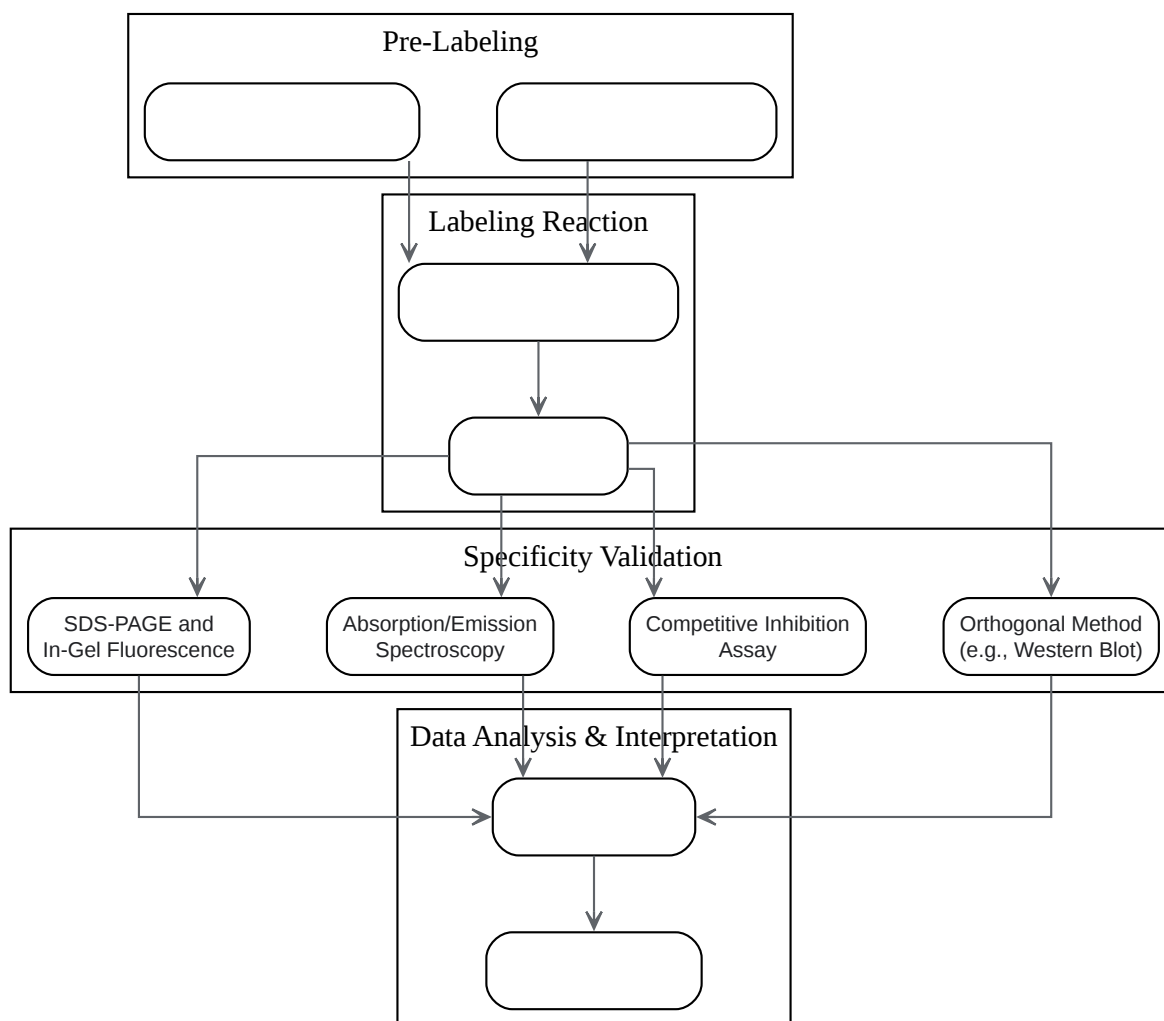 Pre-Labeling
Labeling Reaction
Specificity Validation
SDS-PAGE and
In-Gel Fluorescence
Absorption/Emission
Spectroscopy
Competitive Inhibition
Assay
Orthogonal Method
(e.g., Western Blot)
Data Analysis & Interpretation